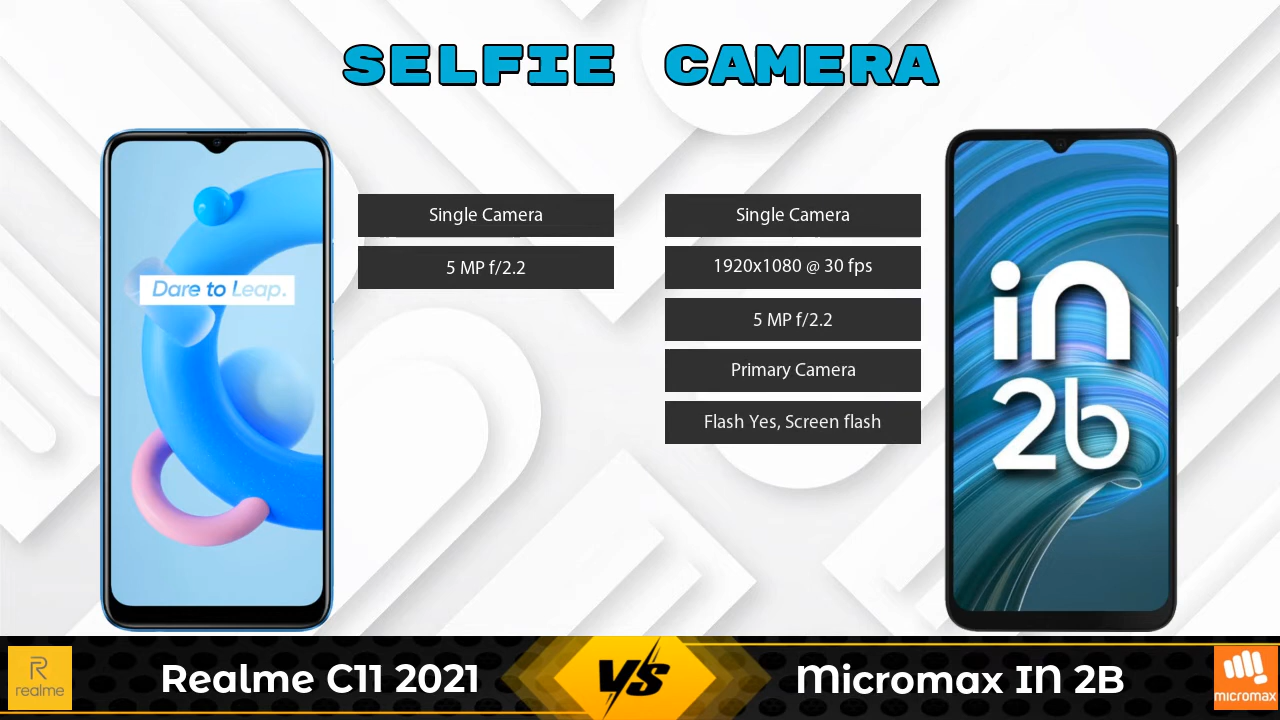 SELFIE CAMERA
Dare to Leap.
Single Camera
5 MP f/2.2
Single Camera
1920x1080 @ 30 fps
5 MP f/2.2
Primary Camera
Flash Yes, Screen flash
in
2b
R
realme
Realme C11 2021
VS
Micromax IN 2B
micromax